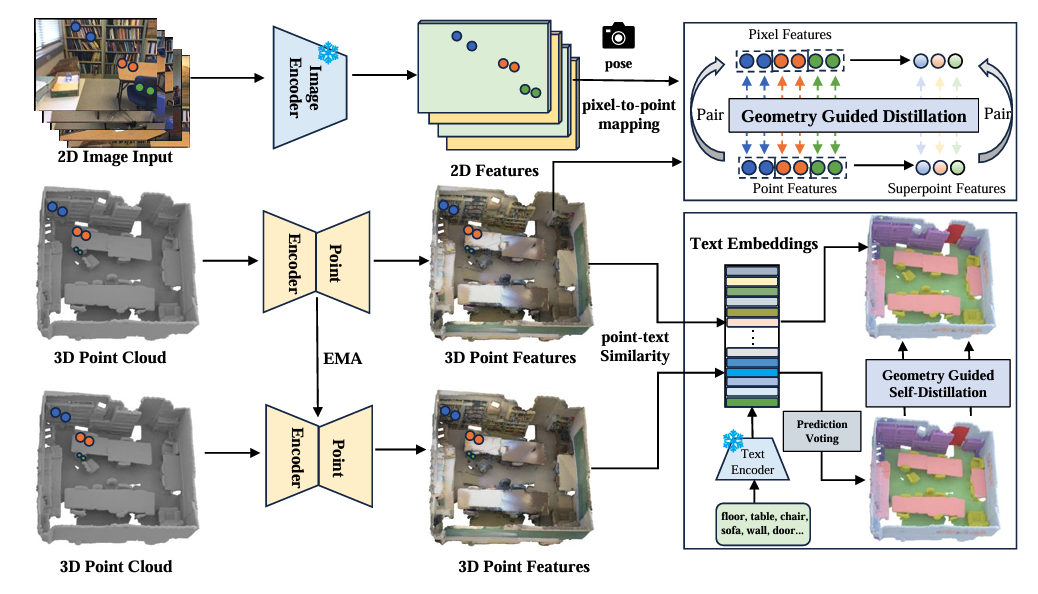 2D Image Input
Image
Encoder
2D Features
pose
pixel-to-point
mapping
Pixel Features
Pair
Geometry Guided Distillation
Pair
Point Features
Superpoint Features
3D Point Cloud
Point
Encoder
3D Point Features
EMA
point-text
Similarity
3D Point Cloud
Point
Encoder
3D Point Features
Text Embeddings
...
Geometry Guided
Self-Distillation
Prediction
Voting
Text
Encoder
floor, table, chair,
sofa, wall, door...